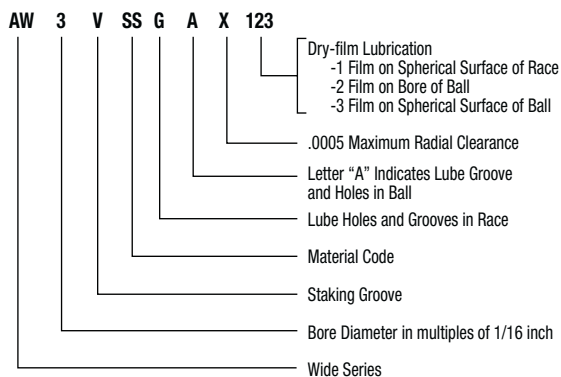 AW 3 V SS G A X 123
Dry-film Lubrication
-1 Film on Spherical Surface of Race
-2 Film on Bore of Ball
-3 Film on Spherical Surface of Ball
.0005 Maximum Radial Clearance
Letter “A” Indicates Lube Groove
and Holes in Ball
Lube Holes and Grooves in Race
Material Code
Staking Groove
Bore Diameter in multiples of 1/16 inch
Wide Series